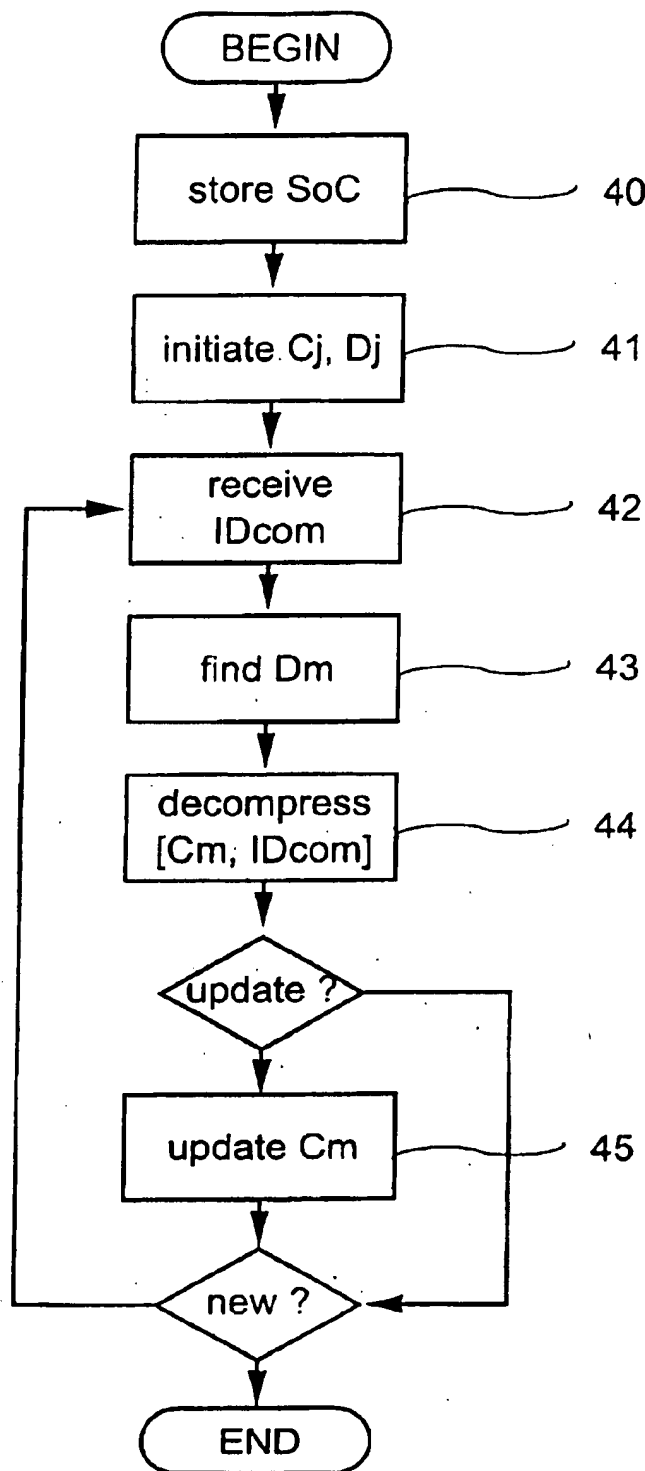 BEGIN
store SoC
40
initiate Cj, Dj
41
receive
IDcom
42
find Dm
43
decompress
[Cm, IDcom]
44
update ?
update Cm
45
new ?
END